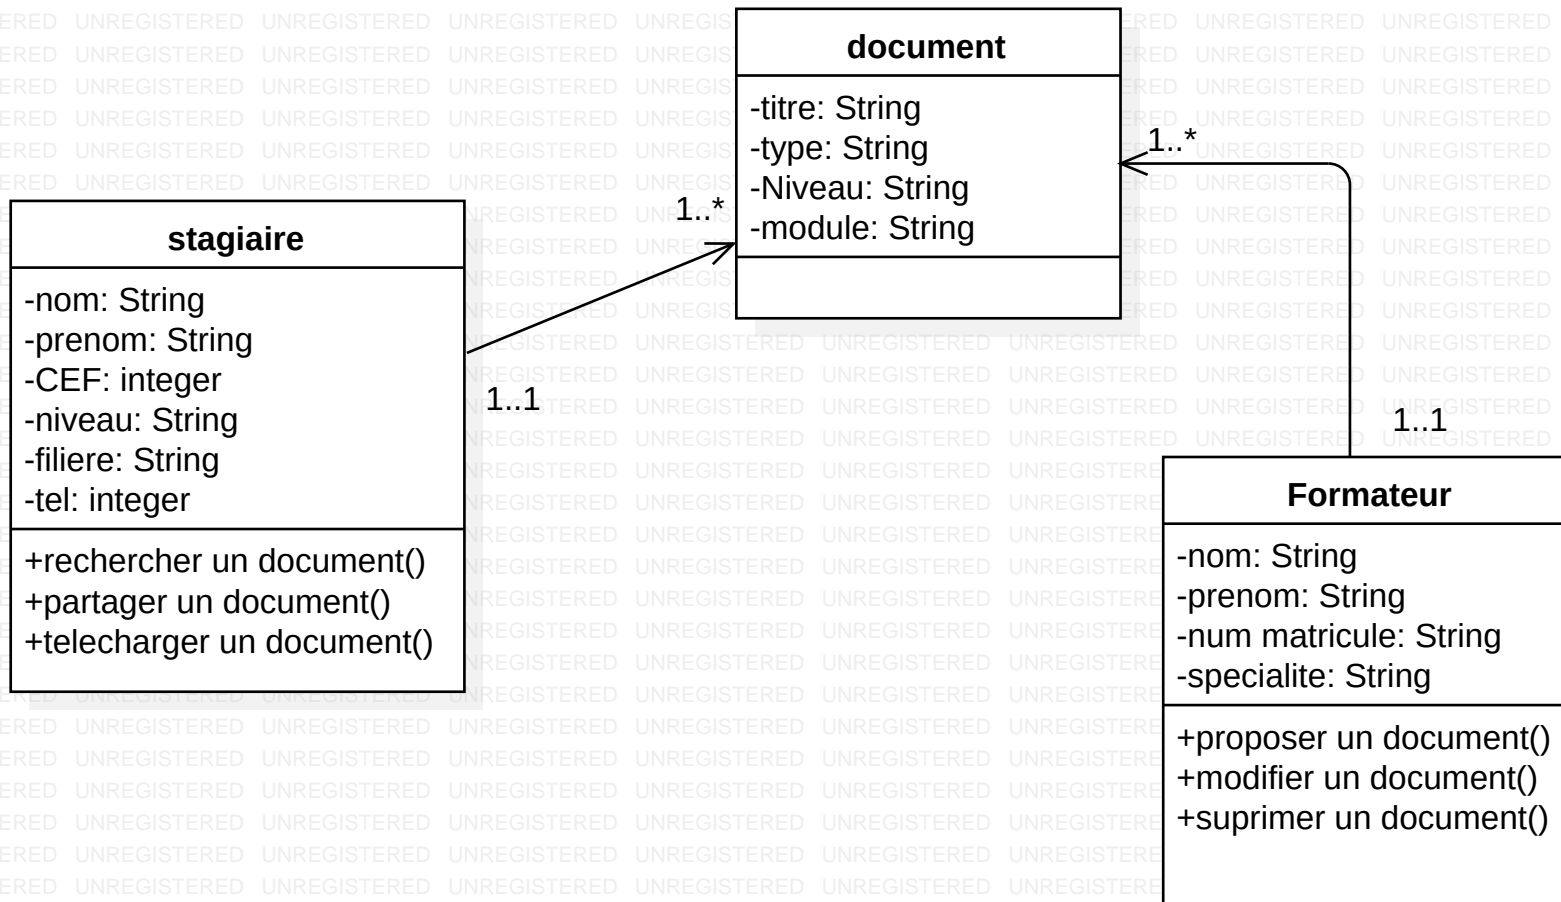 document
-titre: String
-type: String
-Niveau: String
-module: String
1..*
1..*
stagiaire
-nom: String
-prenom: String
-CEF: integer
-niveau: String
-filiere: String
-tel: integer
+rechercher un document()
+partager un document()
+telecharger un document()
1..1
1..1
Formateur
-nom: String
-prenom: String
-num matricule: String
-specialite: String
+proposer un document()
+modifier un document()
+suprimer un document()
UNREGISTERED